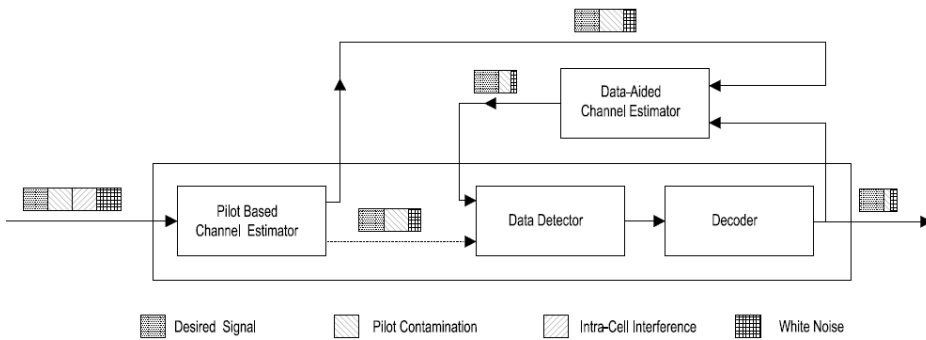 Data-Aided
Channel Estimator
Pilot Based
Channel Estimator
Data Detector
Decoder
Desired Signal
Pilot Contamination
Intra-Cell Interference
White Noise